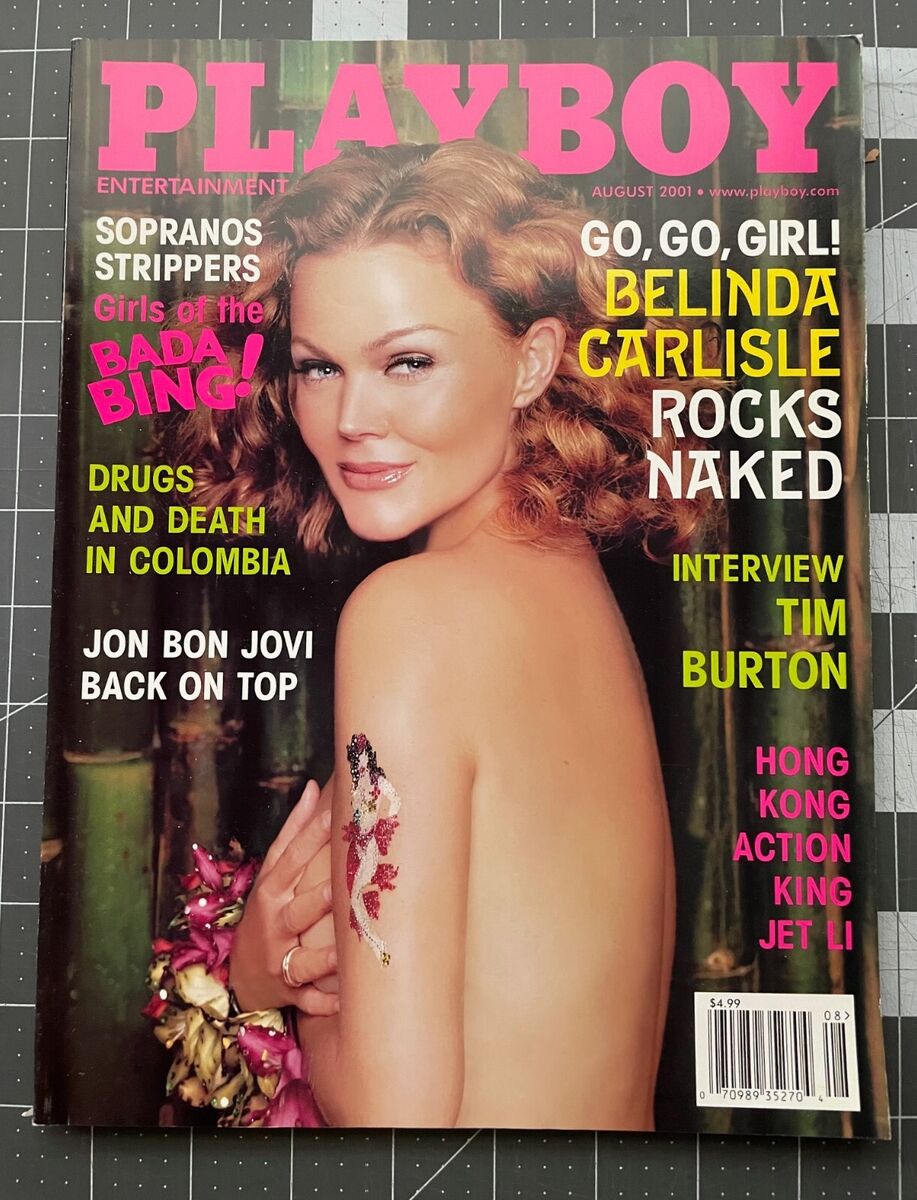 PLAYBOY
ENTERTAINMENT
AUGUST 2001 • www.playboy.com
SOPRANOS
STRIPPERS
Girls of the
BADA
BING!
DRUGS
AND DEATH
IN COLOMBIA
JON BON JOVI
BACK ON TOP
GO, GO, GIRL!
BELINDA
CARLISLE
ROCKS
NAKED
INTERVIEW
TIM
BURTON
HONG
KONG
ACTION
KING
JET LI
$4.99
08>
0 70989 35270 4